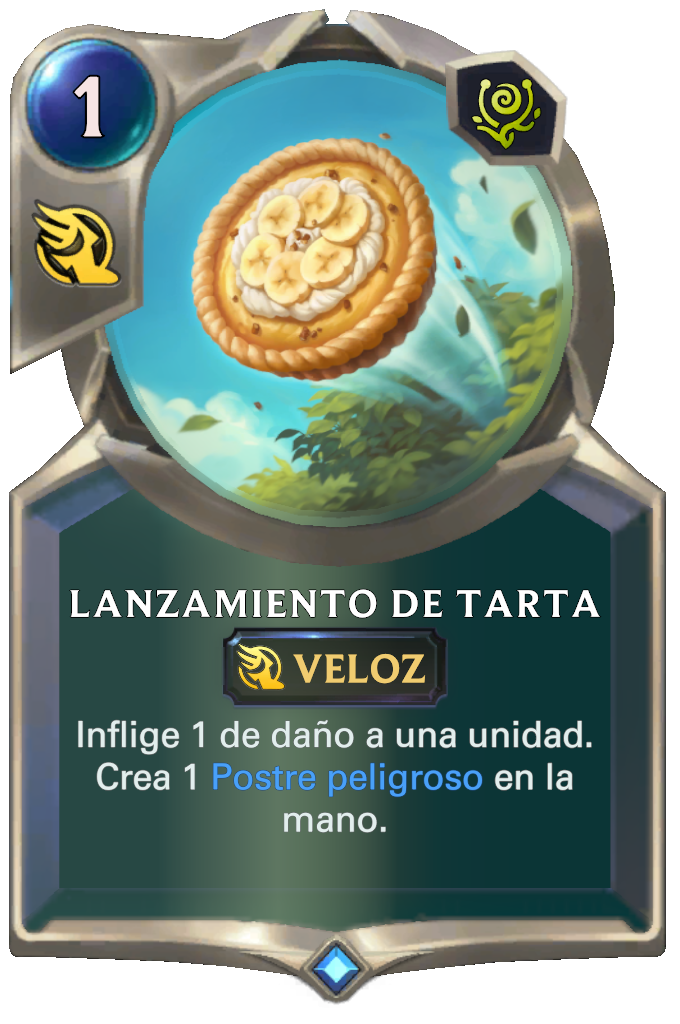 1
LANZAMIENTO DE TARTA
VELOZ
Inflige 1 de daño a una unidad.
Crea 1 Postre peligroso en la
mano.